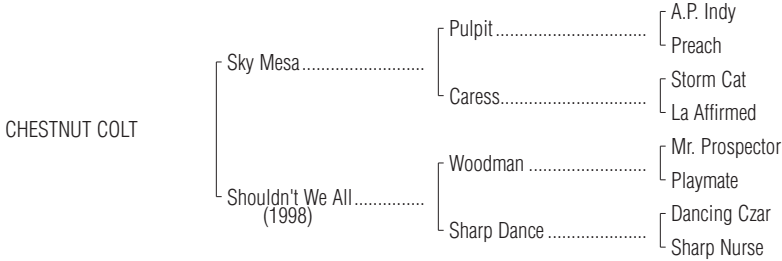 A.P. Indy
Pulpit..................................
Preach
Sky Mesa...........................
Storm Cat
Caress.................................
La Affirmed
CHESTNUT COLT
Mr. Prospector
Woodman ..........................
Playmate
Shouldn't We All...............
(1998)
Dancing Czar
Sharp Dance ......................
Sharp Nurse